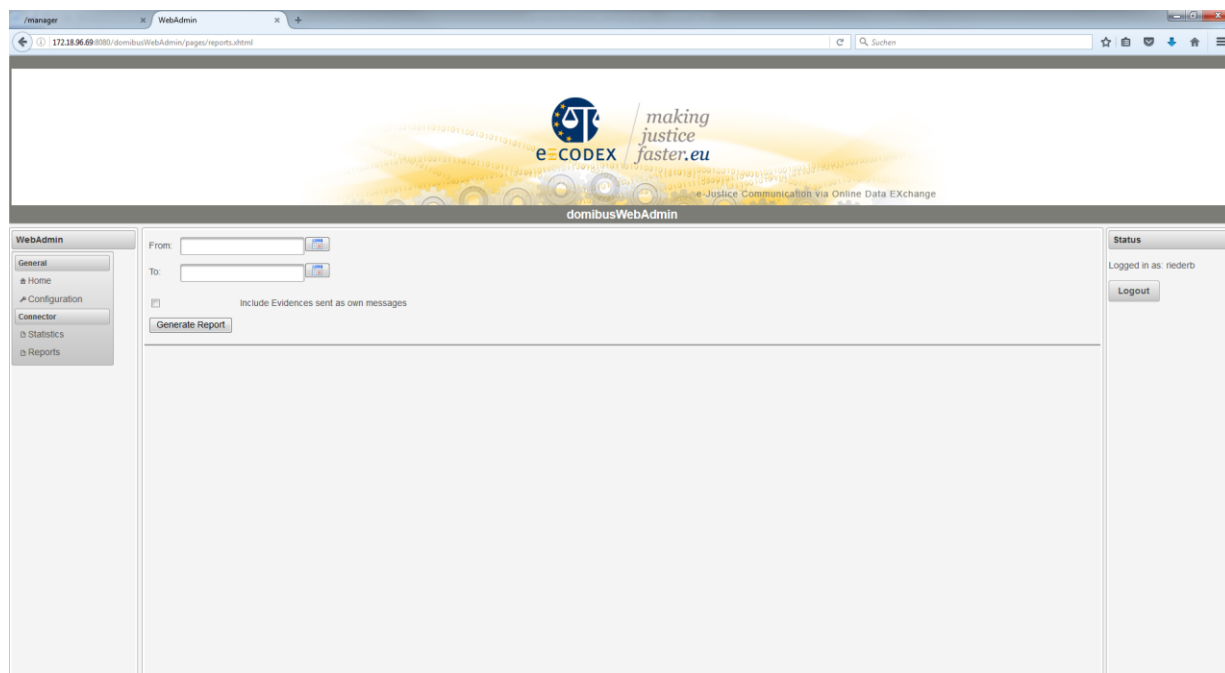 /manager
WebAdmin
172.18.96.69:8080/domibusWebAdmin/pages/reports.xhtml
Suchen
e-CODEX
making
justice
faster.eu
e-Justice Communication via Online Data EXchange
domibusWebAdmin
WebAdmin
General
Home
Configuration
Connector
Statistics
Reports
From:
To:
Include Evidences sent as own messages
Generate Report
Status
Logged in as: riederb
Logout